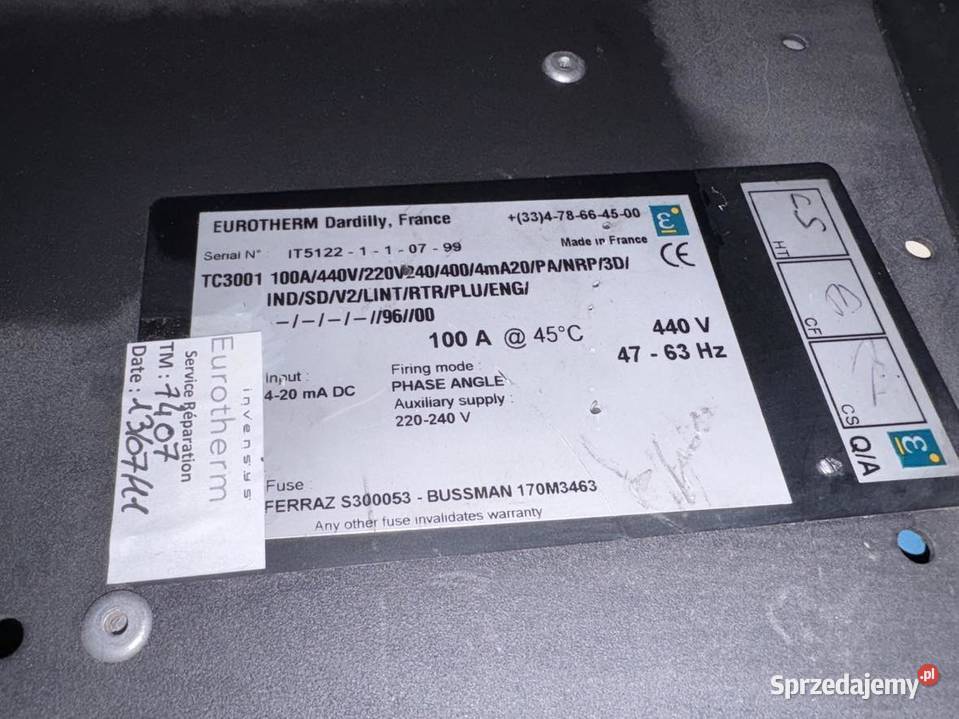 EUROTHERM Dardilly, France
+(33)4-78-66-45-00
Serial N° IT5122 - 1 - 1 - 07 - 99
Made in France
CE
TC3001 100A/440V/220V240/400/4mA20/PA/NRP/3D/
IND/SD/V2/LINT/RTR/PLU/ENG/
-/-/-/-//96//00
100 A @ 45°C
440 V
47 - 63 Hz
Input :
4-20 mA DC
Firing mode :
PHASE ANGLE
Auxiliary supply :
220-240 V
Fuse :
FERRAZ S300053 - BUSSMAN 170M3463
Any other fuse invalidates warranty
invensys
Eurotherm
Service Réparation
TM: 7407
Date: 13/07/11
HT
CF
CS
Q/A
Sprzedajemy.pl